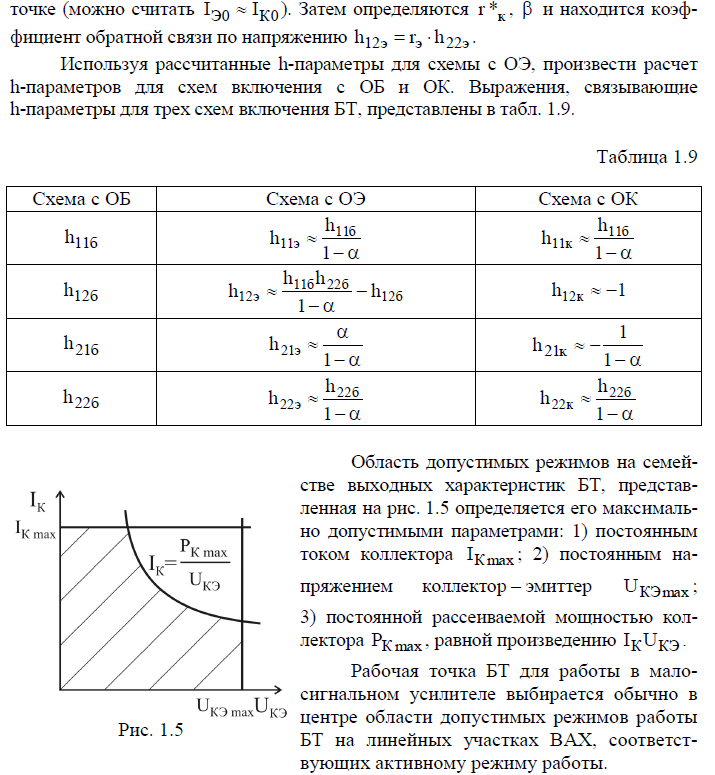 точке (можно считать I_Э0 ≈ I_К0). Затем определяются r*_к, β и находится коэф-
фициент обратной связи по напряжению h_12э = r_э · h_22э.
Используя рассчитанные h-параметры для схемы с ОЭ, произвести расчет
h-параметров для схем включения с ОБ и ОК. Выражения, связывающие
h-параметры для трех схем включения БТ, представлены в табл. 1.9.
Таблица 1.9
Схема с ОБ | Схема с ОЭ | Схема с ОК
h_11б | h_11э ≈ h_11б / (1 − α) | h_11к ≈ h_11б / (1 − α)
h_12б | h_12э ≈ h_11б h_22б / (1 − α) − h_12б | h_12к ≈ −1
h_21б | h_21э ≈ α / (1 − α) | h_21к ≈ − 1 / (1 − α)
h_22б | h_22э ≈ h_22б / (1 − α) | h_22к ≈ h_22б / (1 − α)
I_К
I_К max
I_К = P_К max / U_КЭ
U_КЭ max U_КЭ
Рис. 1.5
Область допустимых режимов на семей-
стве выходных характеристик БТ, представ-
ленная на рис. 1.5 определяется его максималь-
но допустимыми параметрами: 1) постоянным
током коллектора I_К max; 2) постоянным на-
пряжением коллектор – эмиттер U_КЭ max;
3) постоянной рассеиваемой мощностью кол-
лектора P_К max, равной произведению I_К U_КЭ.
Рабочая точка БТ для работы в мало-
сигнальном усилителе выбирается обычно в
центре области допустимых режимов работы
БТ на линейных участках ВАХ, соответст-
вующих активному режиму работы.